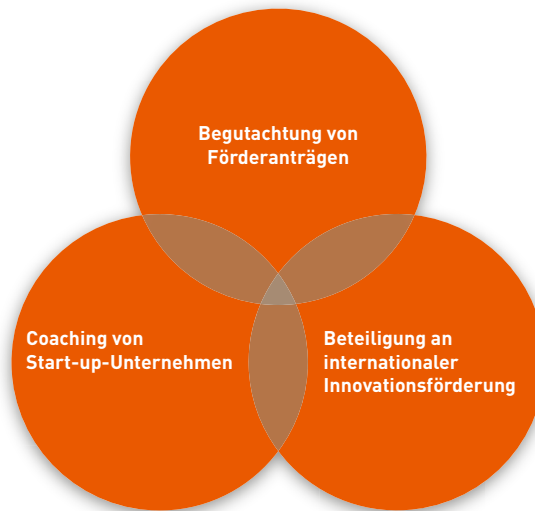 Begutachtung von
Förderanträgen
Coaching von
Start-up-Unternehmen
Beteiligung an
internationaler
Innovationsförderung